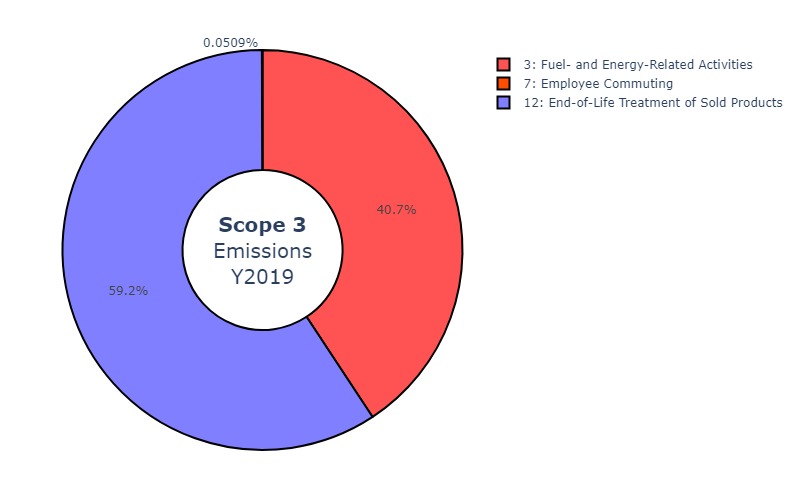 0.0509%
3: Fuel- and Energy-Related Activities
7: Employee Commuting
12: End-of-Life Treatment of Sold Products
40.7%
Scope 3
Emissions
Y2019
59.2%